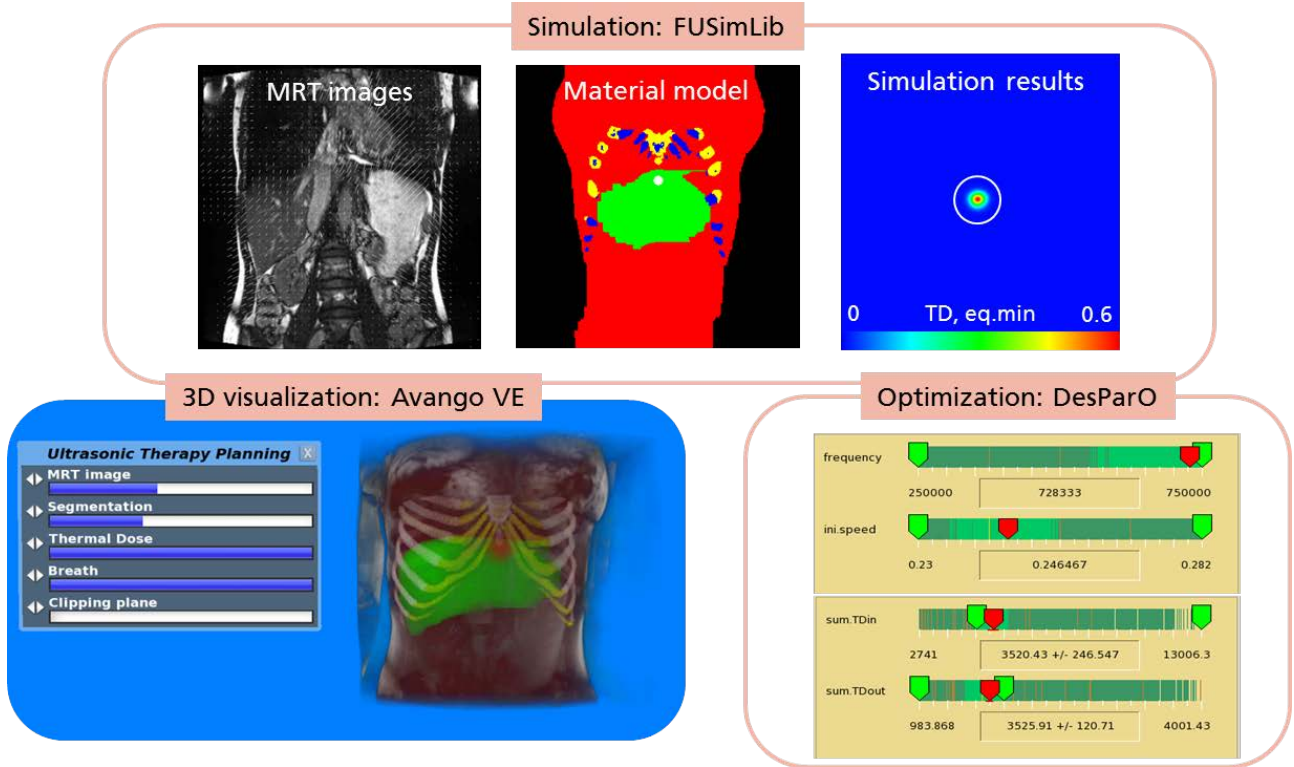 Simulation: FUSimLib
MRT images
Material model
Simulation results
0 TD, eq.min 0.6
3D visualization: Avango VE
Optimization: DesParO
Ultrasonic Therapy Planning X
MRT image
Segmentation
Thermal Dose
Breath
Clipping plane
frequency
250000 728333 750000
ini.speed
0.23 0.246467 0.282
sum.TDin
2741 3520.43 +/- 246.547 13006.3
sum.TDout
983.868 3525.91 +/- 120.71 4001.43